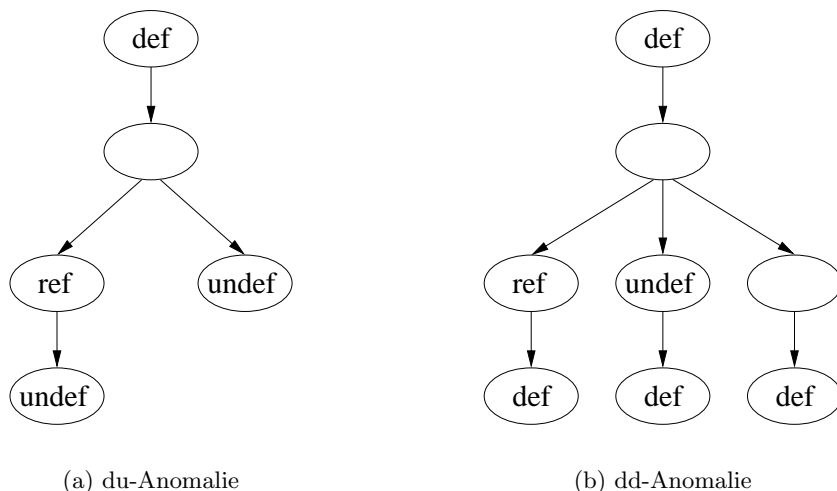 def
def
ref
undef
ref
undef
undef
def
def
def
(a) du-Anomalie
(b) dd-Anomalie